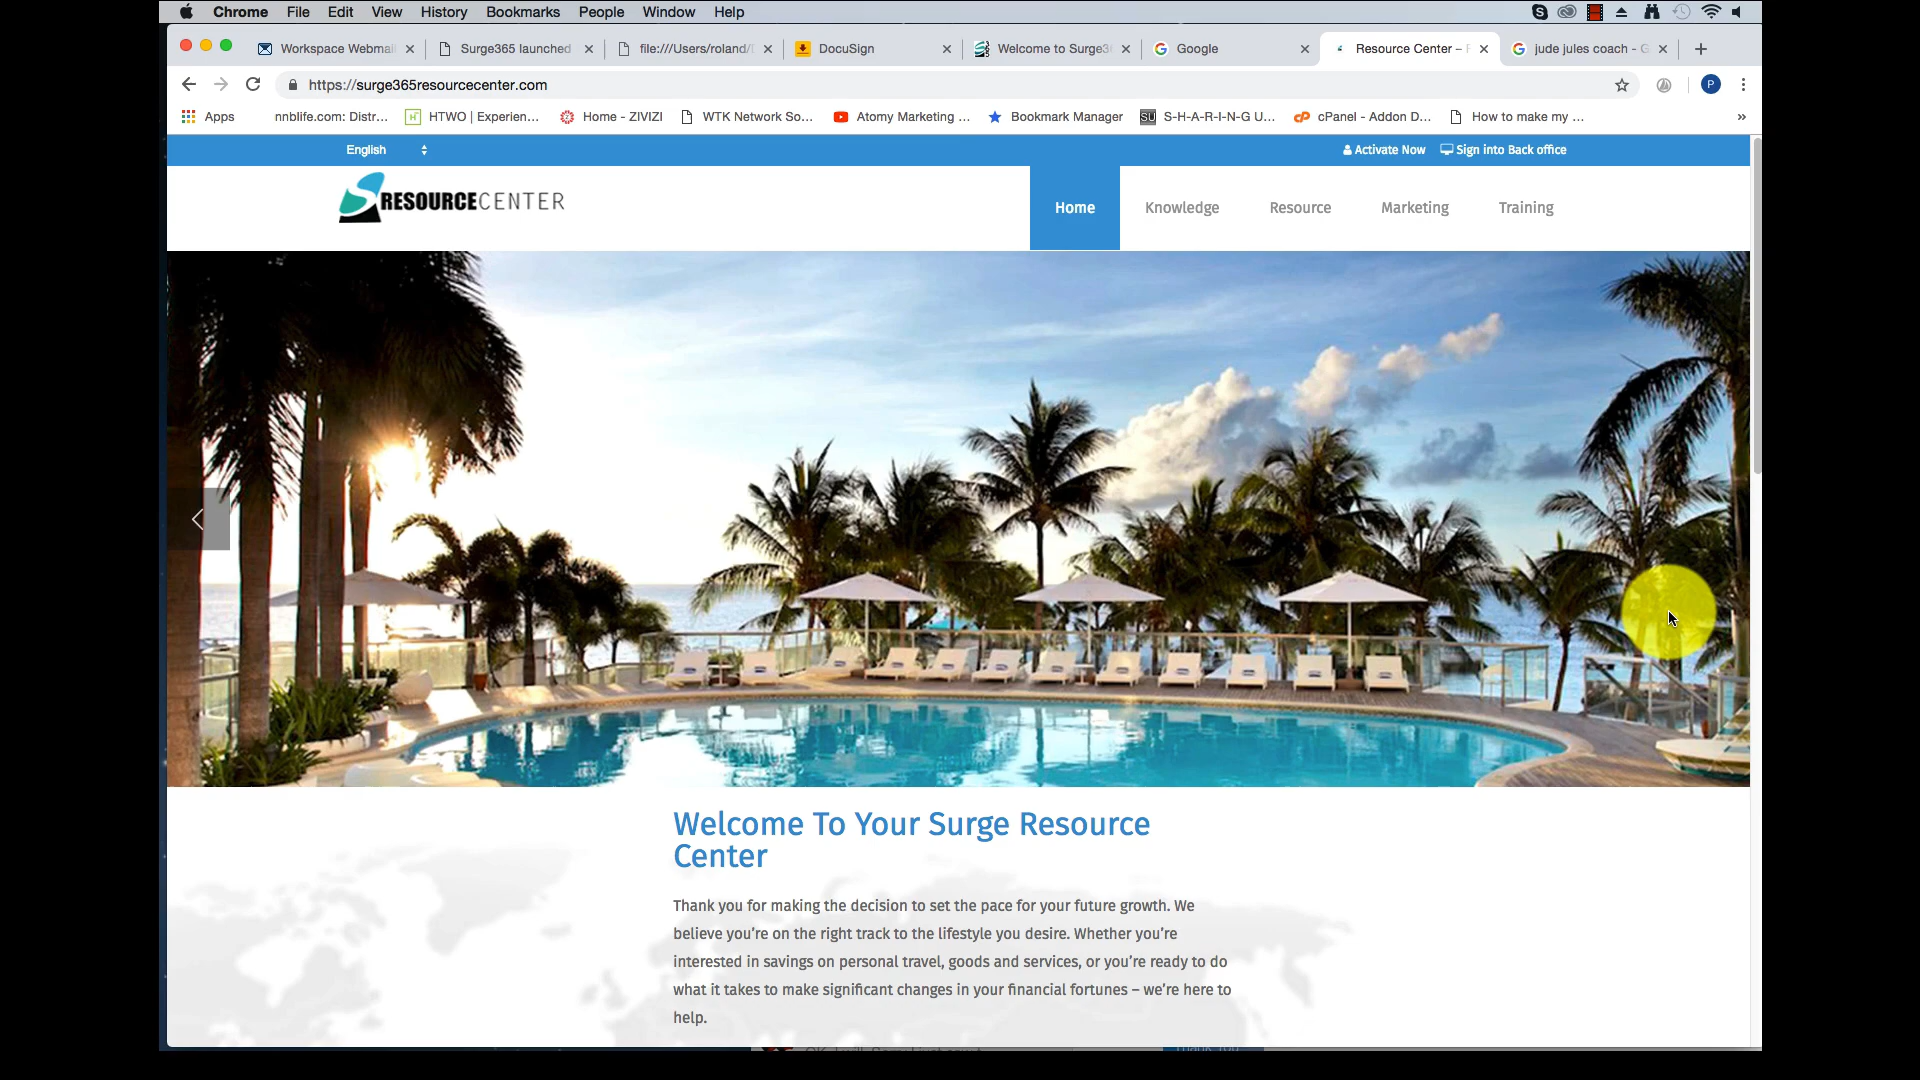 Chrome File Edit View History Bookmarks People Window Help
Workspace Webmai
Surge365 launched
file:///Users/roland/
DocuSign
Welcome to Surge3
Google
Resource Center –
jude jules coach - G
https://surge365resourcecenter.com
P
Apps
nnblife.com: Distr...
HTWO | Experien...
Home - ZIVIZI
WTK Network So...
Atomy Marketing ...
Bookmark Manager
SU S-H-A-R-I-N-G U...
cPanel - Addon D...
How to make my ...
»
English
Activate Now
Sign into Back office
RESOURCECENTER
Home
Knowledge
Resource
Marketing
Training
Welcome To Your Surge Resource
Center
Thank you for making the decision to set the pace for your future growth. We
believe you're on the right track to the lifestyle you desire. Whether you're
interested in savings on personal travel, goods and services, or you're ready to do
what it takes to make significant changes in your financial fortunes – we're here to
help.